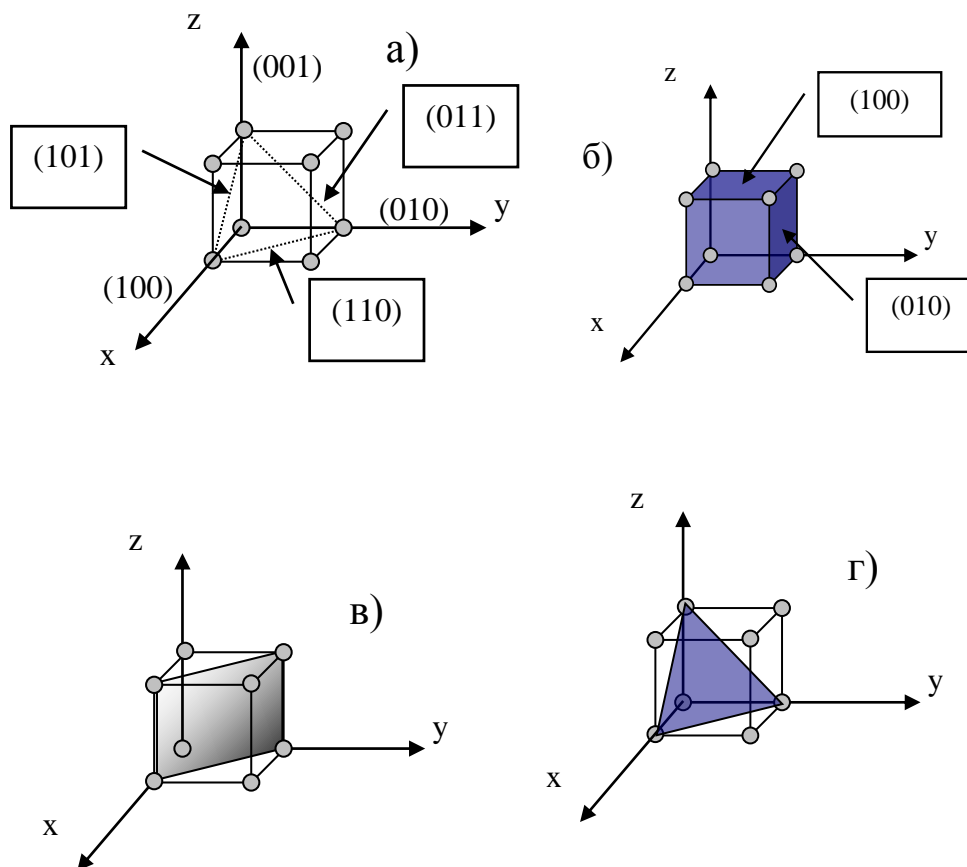 z
а)
(001)
(011)
(101)
(010)
y
(100)
(110)
x
z
(100)
б)
y
(010)
x
z
в)
y
x
z
г)
y
x